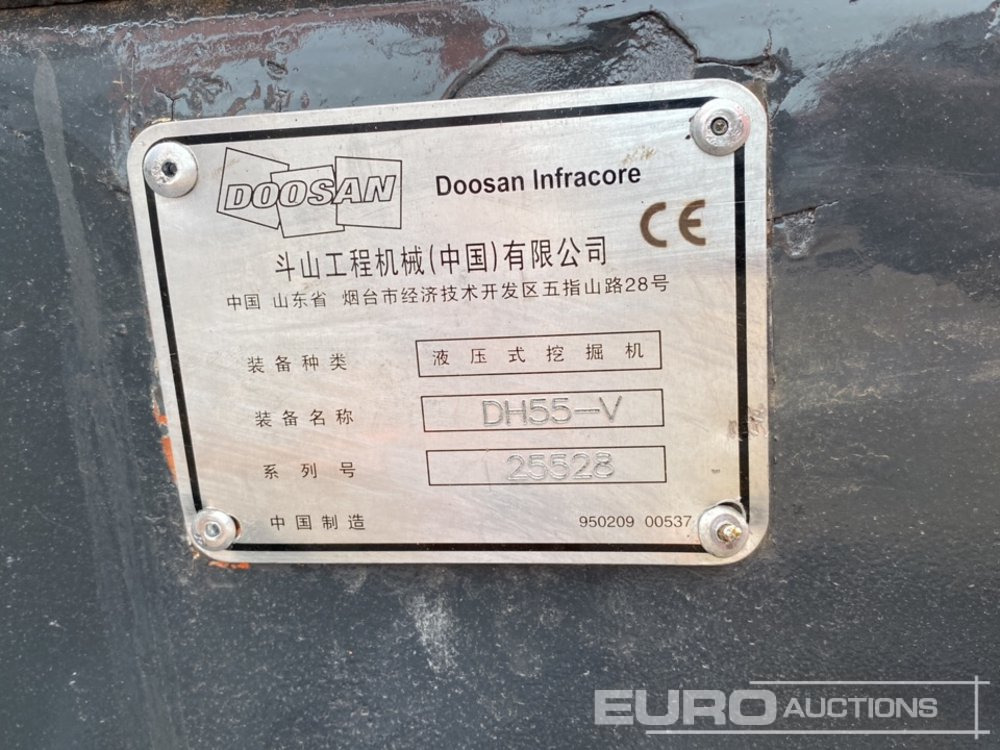 DOOSAN Doosan Infracore
CE
斗山工程机械(中国)有限公司
中国 山东省 烟台市经济技术开发区五指山路28号
装备种类 液压式挖掘机
装备名称 DH55-V
系列号 25528
中国制造 950209 00537
EURO AUCTIONS